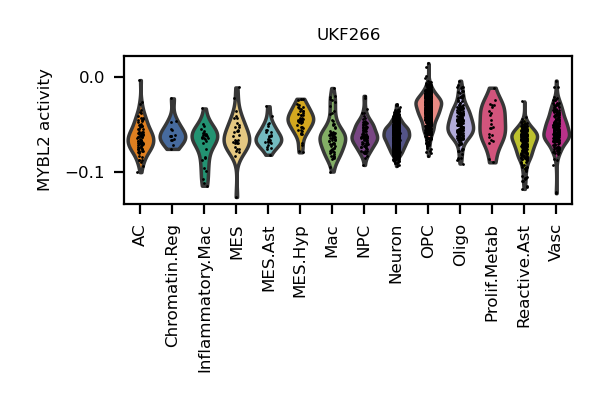 UKF266
MYBL2 activity
0.0
−0.1
AC
Chromatin.Reg
Inflammatory.Mac
MES
MES.Ast
MES.Hyp
Mac
NPC
Neuron
OPC
Oligo
Prolif.Metab
Reactive.Ast
Vasc